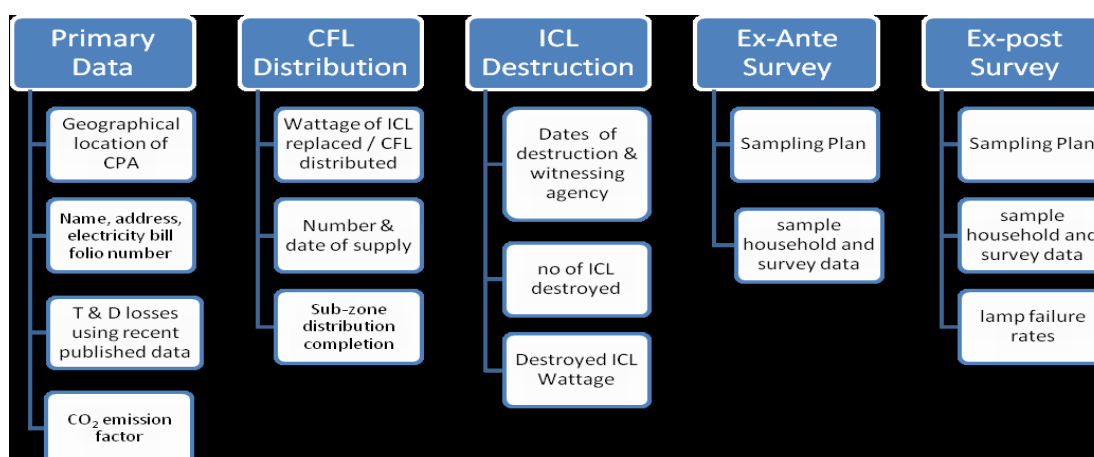 Primary
Data
Geographical
location of
CPA
Name, address,
electricity bill
folio number
T & D losses
using recent
published data
CO₂ emission
factor
CFL
Distribution
Wattage of ICL
replaced / CFL
distributed
Number &
date of supply
Sub-zone
distribution
completion
ICL
Destruction
Dates of
destruction &
witnessing
agency
no of ICL
destroyed
Destroyed ICL
Wattage
Ex-Ante
Survey
Sampling Plan
sample
household and
survey data
Ex-post
Survey
Sampling Plan
sample
household and
survey data
lamp failure
rates